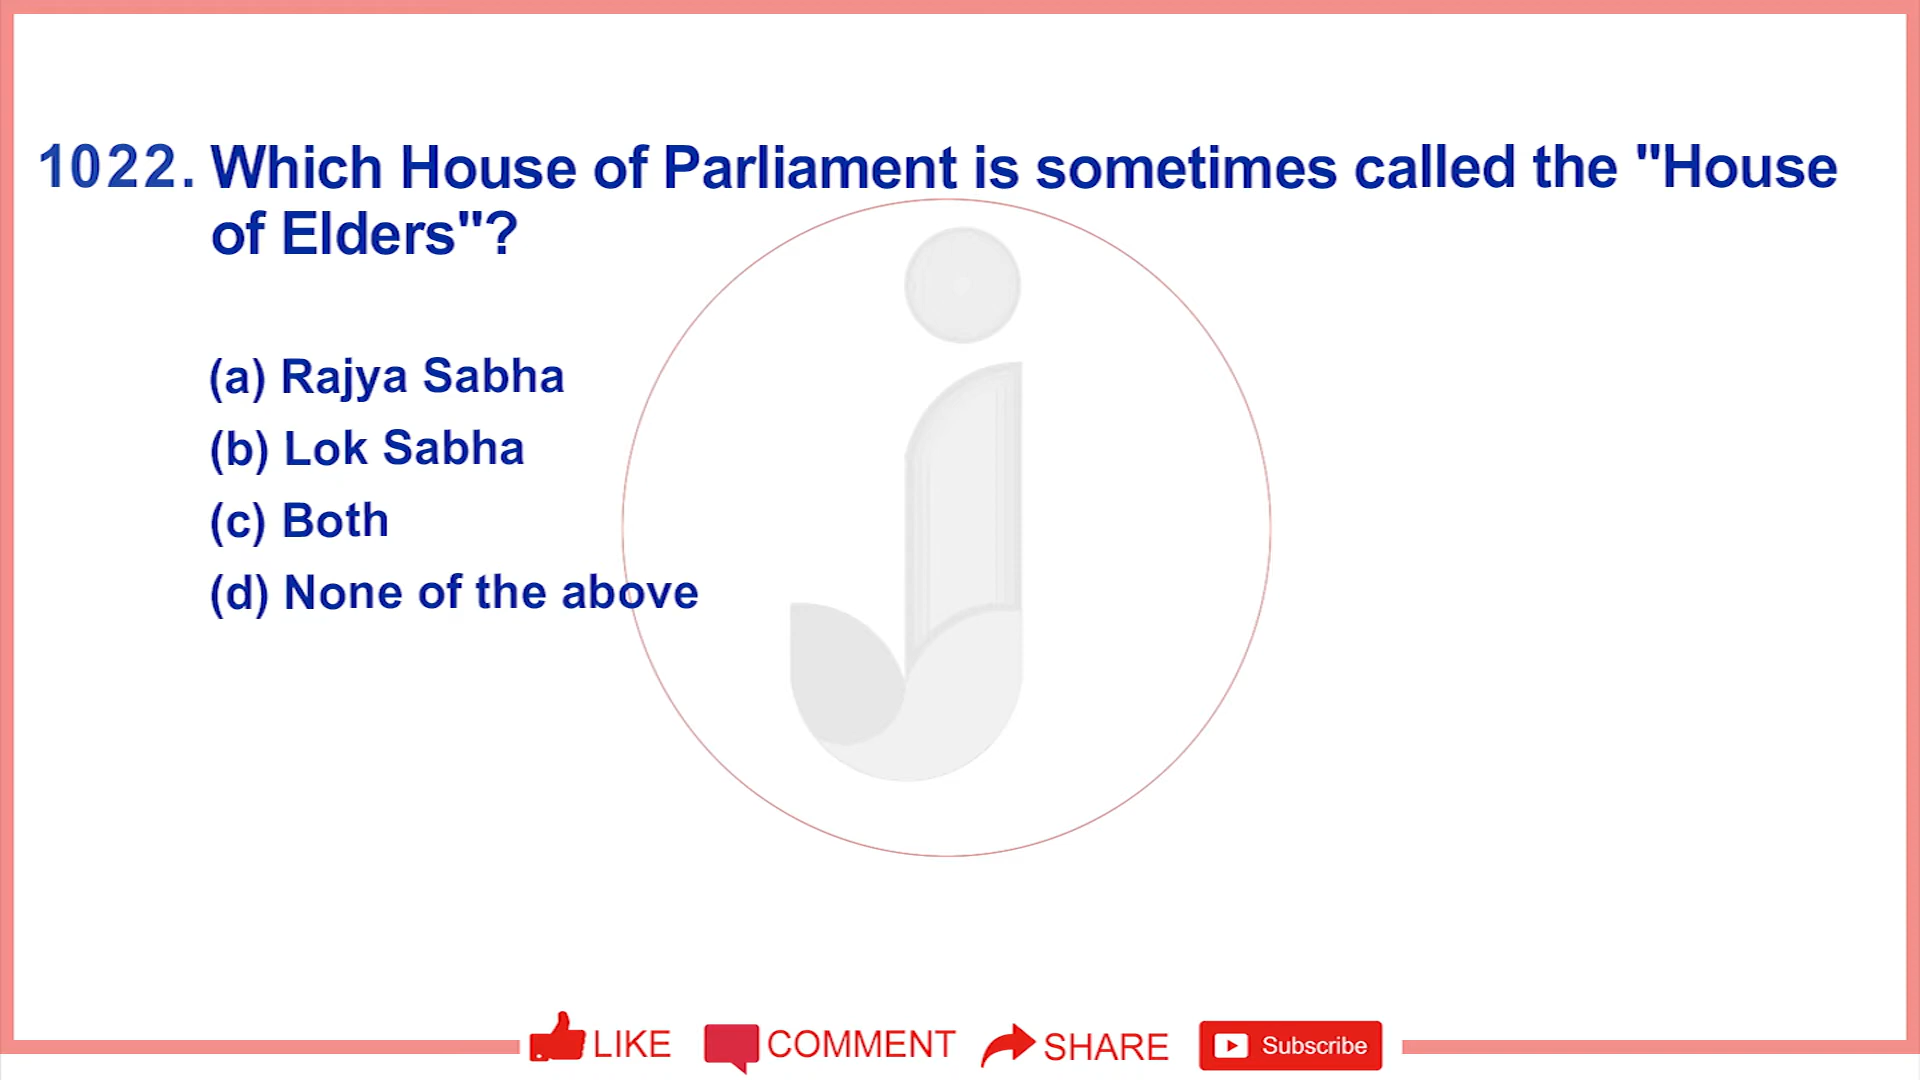 1022. Which House of Parliament is sometimes called the "House
of Elders"?
(a) Rajya Sabha
(b) Lok Sabha
(c) Both
(d) None of the above
LIKE COMMENT SHARE Subscribe